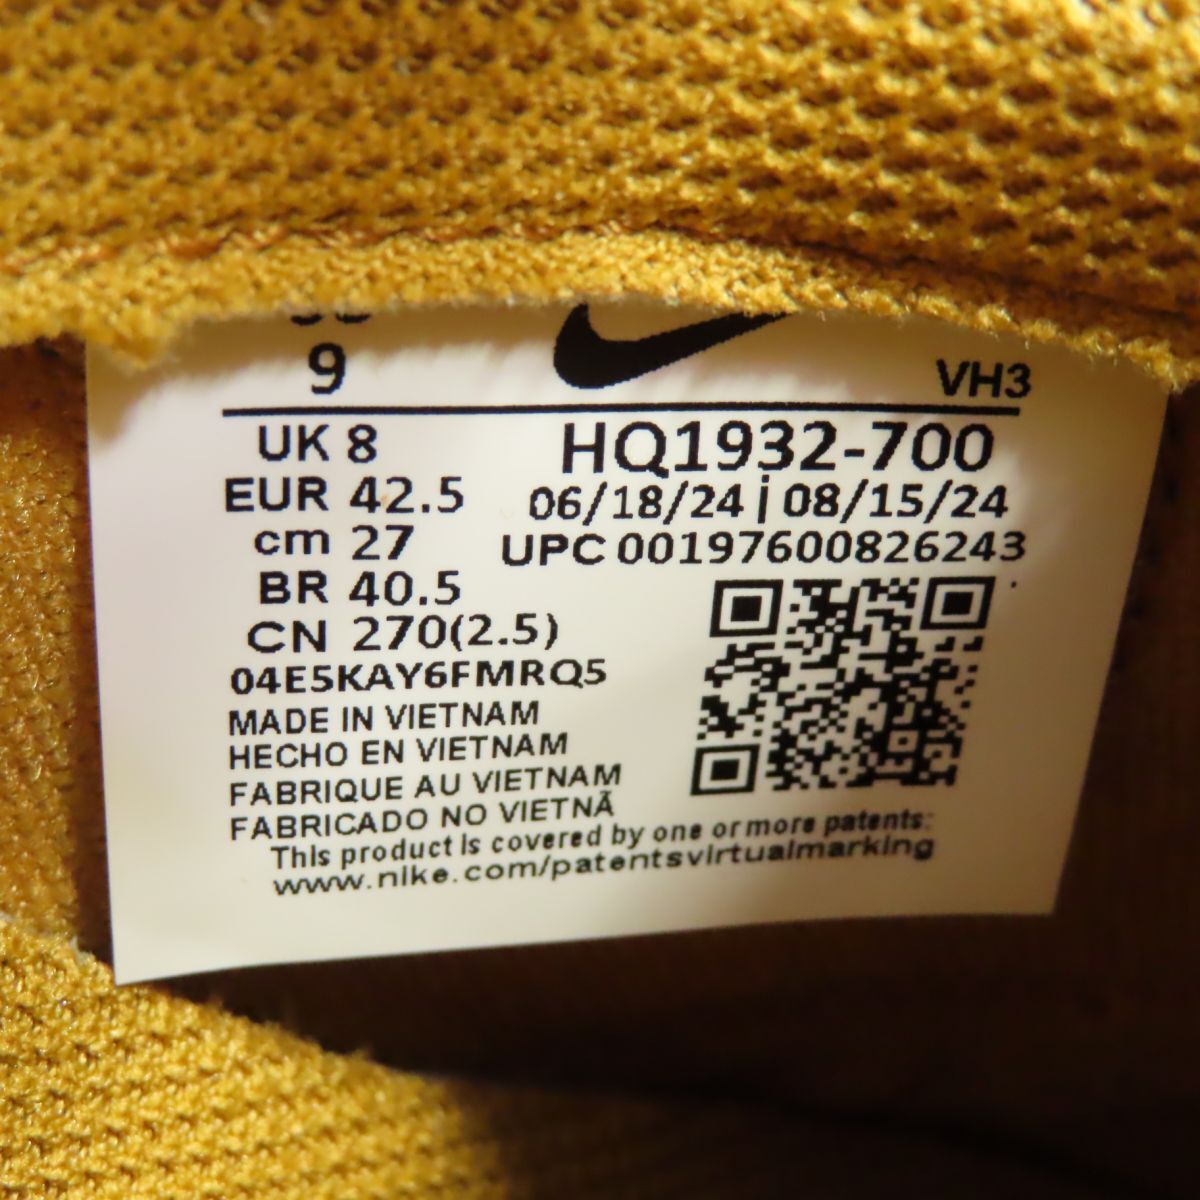 9
VH3
UK 8
HQ1932-700
EUR 42.5
06/18/24 | 08/15/24
cm 27
UPC 00197600826243
BR 40.5
CN 270(2.5)
04E5KAY6FMRQ5
MADE IN VIETNAM
HECHO EN VIETNAM
FABRIQUE AU VIETNAM
FABRICADO NO VIETNÃ
This product is covered by one or more patents:
www.nike.com/patentsvirtualmarking